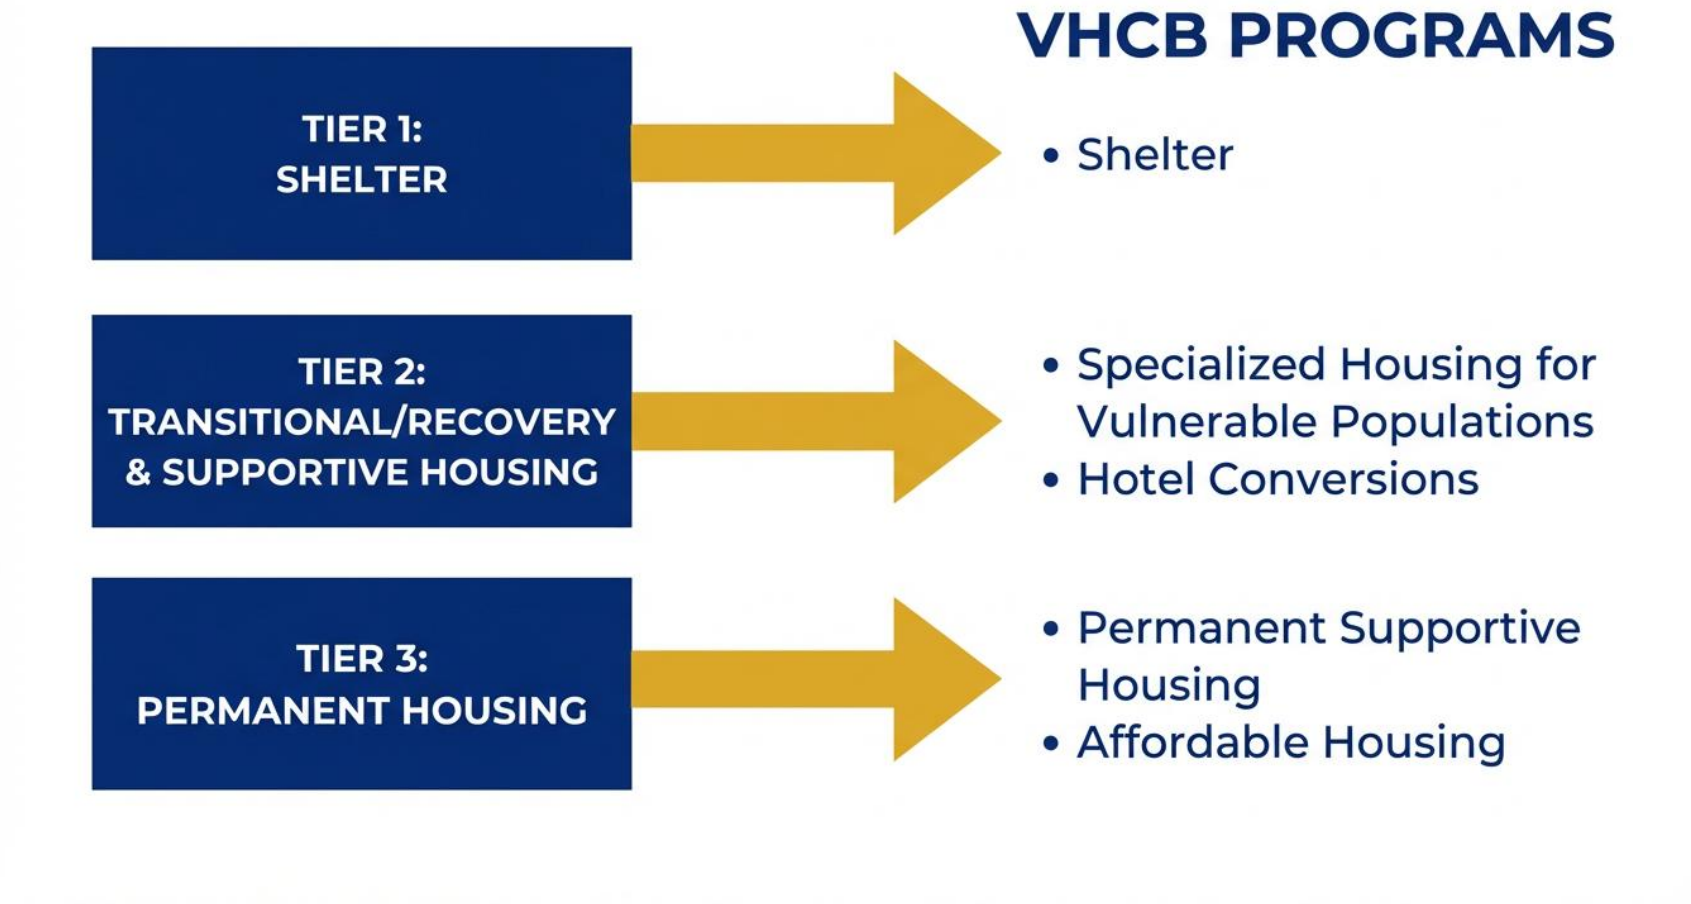 VHCB PROGRAMS
TIER 1:
SHELTER
• Shelter
TIER 2:
TRANSITIONAL/RECOVERY
& SUPPORTIVE HOUSING
• Specialized Housing for
Vulnerable Populations
• Hotel Conversions
TIER 3:
PERMANENT HOUSING
• Permanent Supportive
Housing
• Affordable Housing